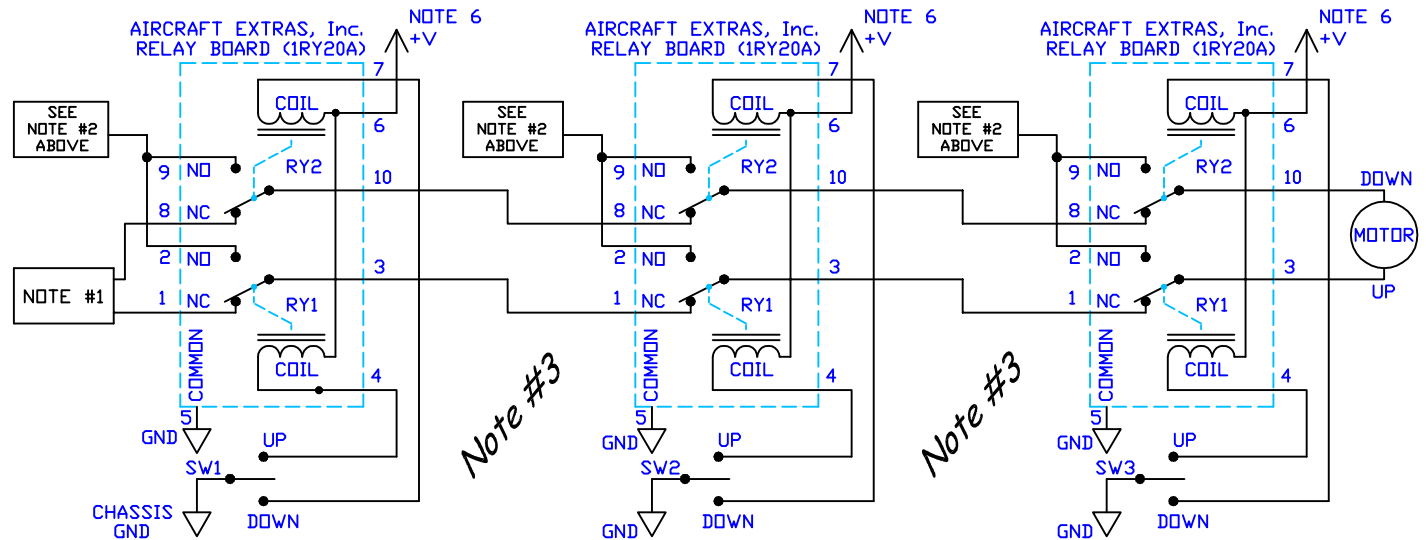 AIRCRAFT EXTRAS, Inc.
RELAY BOARD (1RY20A)
NOTE 6
+V
7
COIL
6
SEE
NOTE #2
ABOVE
RY2
9 NO
10
8 NC
2 NO
3
NOTE #1
1 NC
RY1
COMMON
COIL
4
5
GND
UP
SW1
CHASSIS
GND
DOWN
Note #3
AIRCRAFT EXTRAS, Inc.
RELAY BOARD (1RY20A)
NOTE 6
+V
7
COIL
6
SEE
NOTE #2
ABOVE
RY2
9 NO
10
8 NC
2 NO
3
1 NC
RY1
COMMON
COIL
4
5
GND
UP
SW2
GND
DOWN
Note #3
AIRCRAFT EXTRAS, Inc.
RELAY BOARD (1RY20A)
NOTE 6
+V
7
COIL
6
SEE
NOTE #2
ABOVE
RY2
9 NO
10
8 NC
2 NO
3
1 NC
RY1
COMMON
COIL
4
5
GND
UP
SW3
GND
DOWN
DOWN
MOTOR
UP